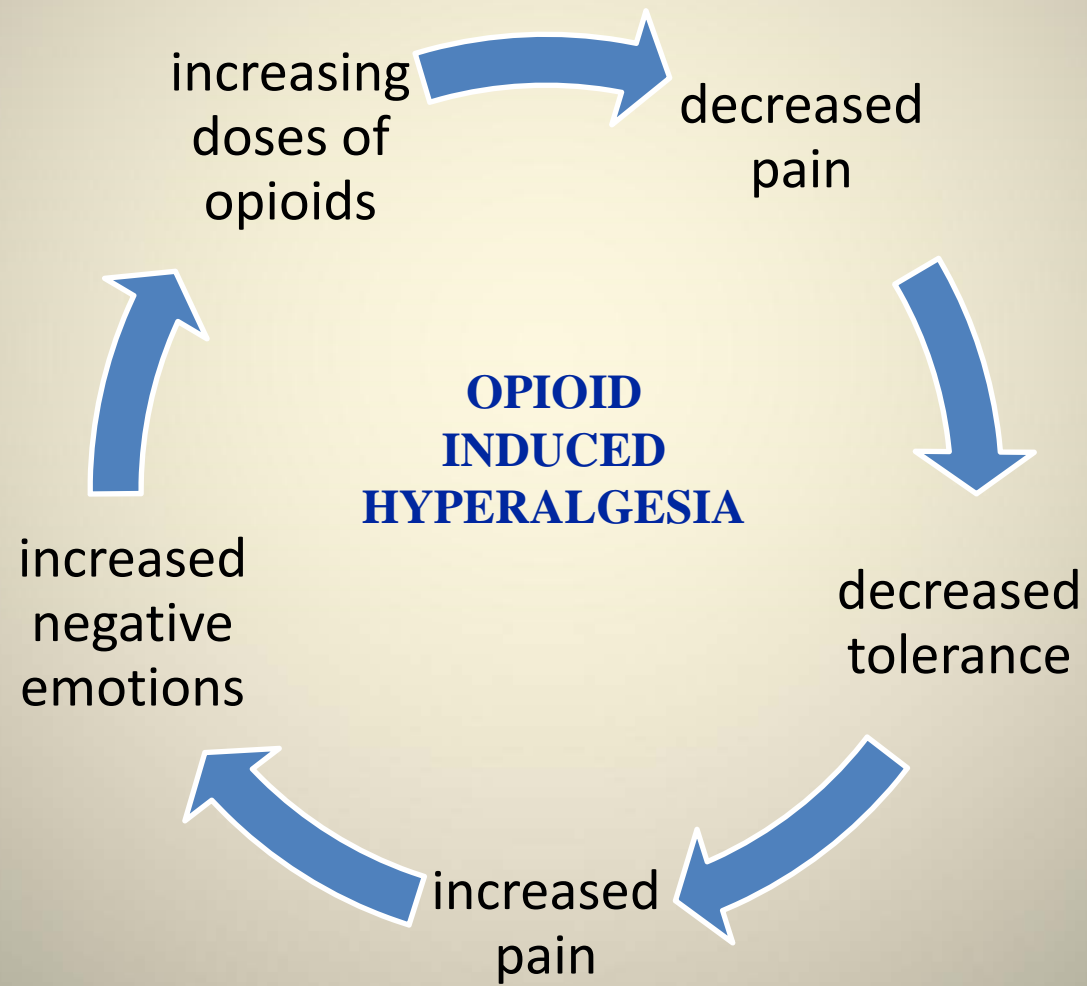 increasing
doses of
opioids
decreased
pain
decreased
tolerance
increased
pain
increased
negative
emotions
OPIOID
INDUCED
HYPERALGESIA